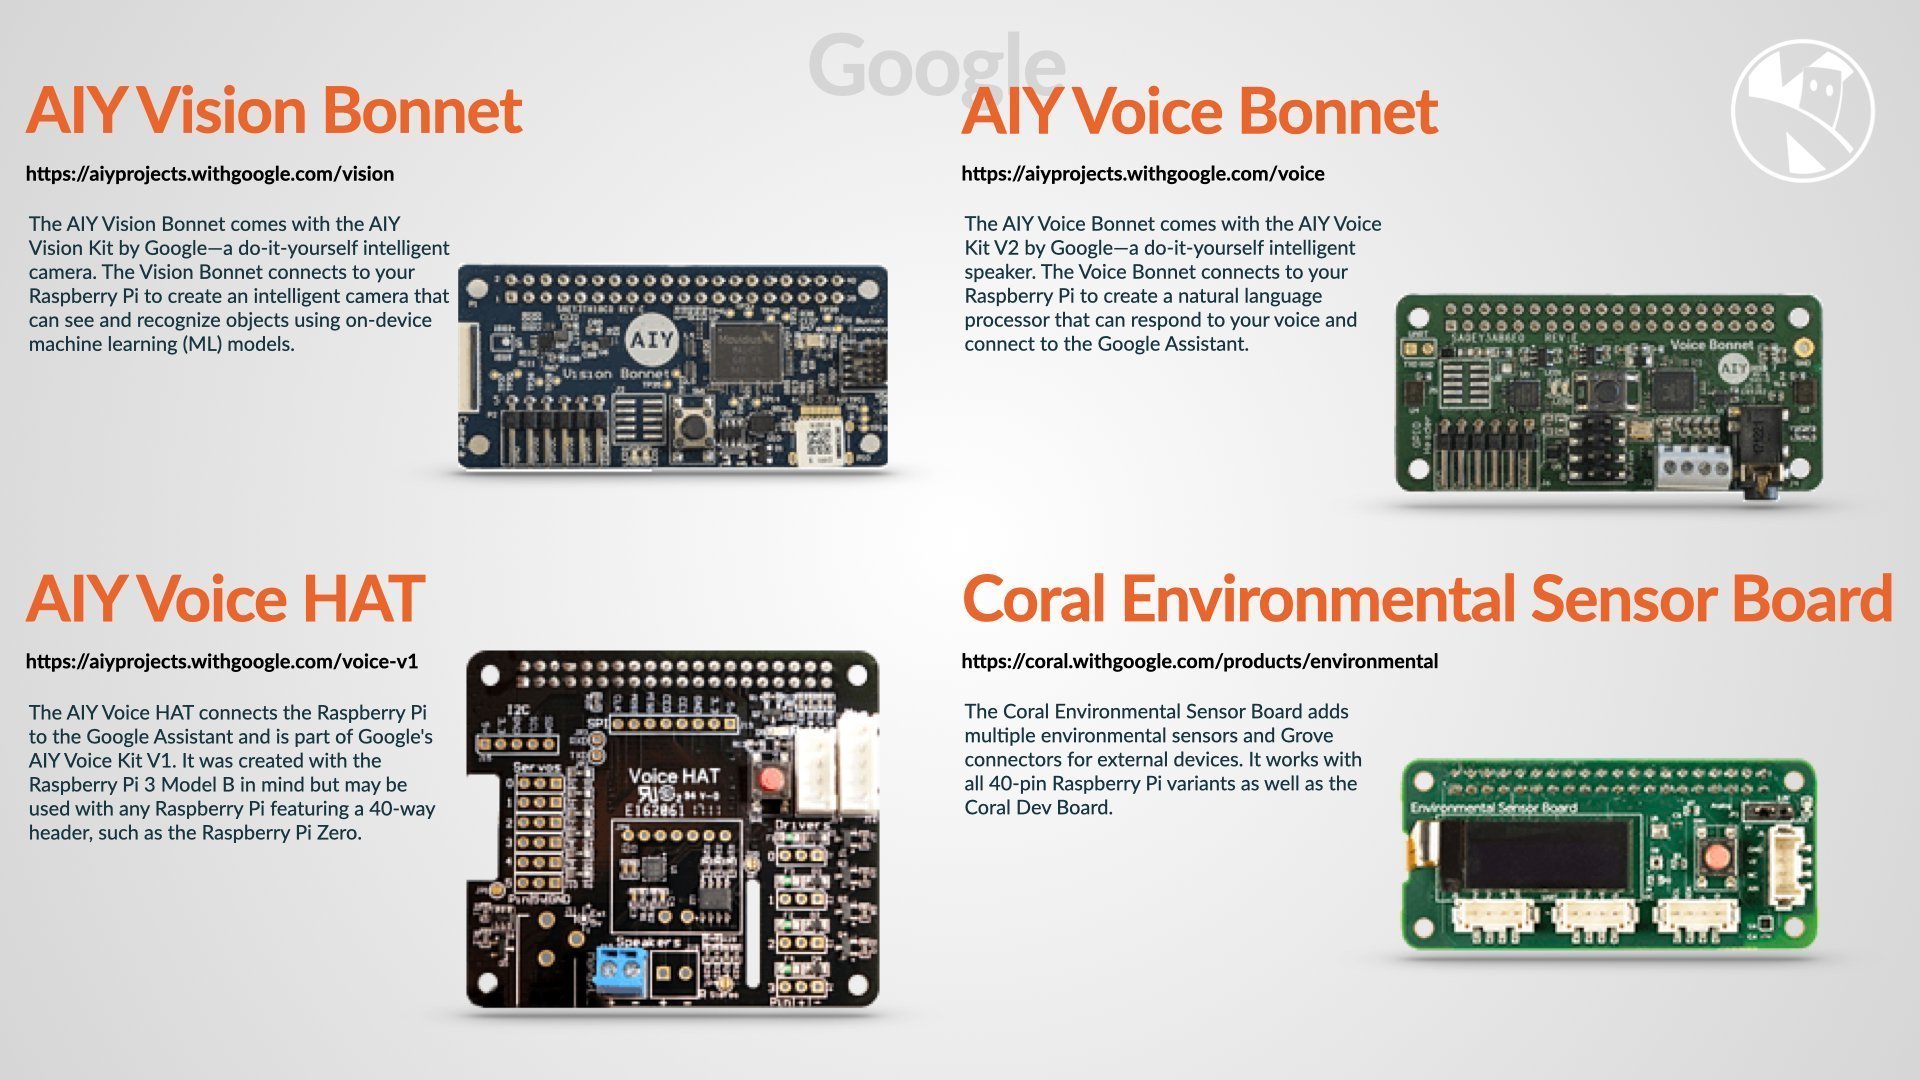 Google
AIY Vision Bonnet
https://aiyprojects.withgoogle.com/vision
The AIY Vision Bonnet comes with the AIY
Vision Kit by Google—a do-it-yourself intelligent
camera. The Vision Bonnet connects to your
Raspberry Pi to create an intelligent camera that
can see and recognize objects using on-device
machine learning (ML) models.
AIY
Vision Bonnet
AIY Voice Bonnet
https://aiyprojects.withgoogle.com/voice
The AIY Voice Bonnet comes with the AIY Voice
Kit V2 by Google—a do-it-yourself intelligent
speaker. The Voice Bonnet connects to your
Raspberry Pi to create a natural language
processor that can respond to your voice and
connect to the Google Assistant.
Voice Bonnet
AIY
AIY Voice HAT
https://aiyprojects.withgoogle.com/voice-v1
The AIY Voice HAT connects the Raspberry Pi
to the Google Assistant and is part of Google's
AIY Voice Kit V1. It was created with the
Raspberry Pi 3 Model B in mind but may be
used with any Raspberry Pi featuring a 40-way
header, such as the Raspberry Pi Zero.
I2C
SPI
Servos
Voice HAT
E162861
Drivers
Speakers
Coral Environmental Sensor Board
https://coral.withgoogle.com/products/environmental
The Coral Environmental Sensor Board adds
multiple environmental sensors and Grove
connectors for external devices. It works with
all 40-pin Raspberry Pi variants as well as the
Coral Dev Board.
Environmental Sensor Board